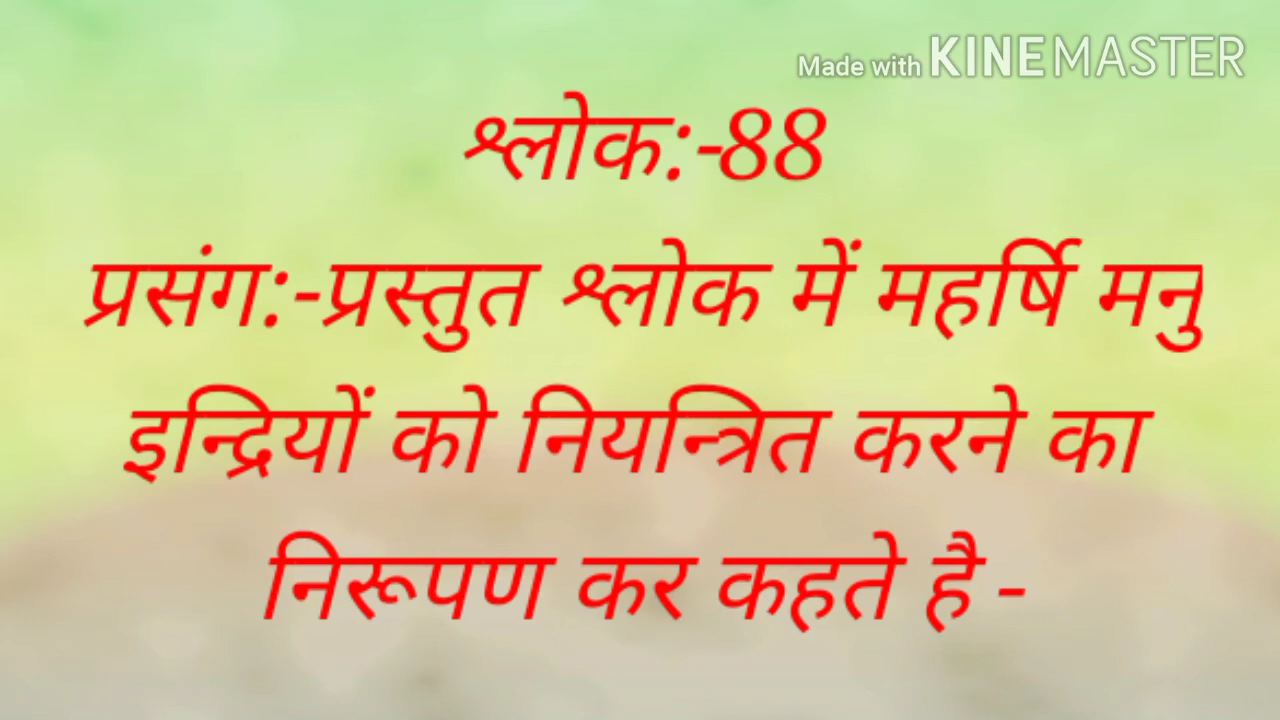 Made with KINEMASTER
श्लोक:-88
प्रसंग:-प्रस्तुत श्लोक में महर्षि मनु
इन्द्रियों को नियन्त्रित करने का
निरूपण कर कहते है -